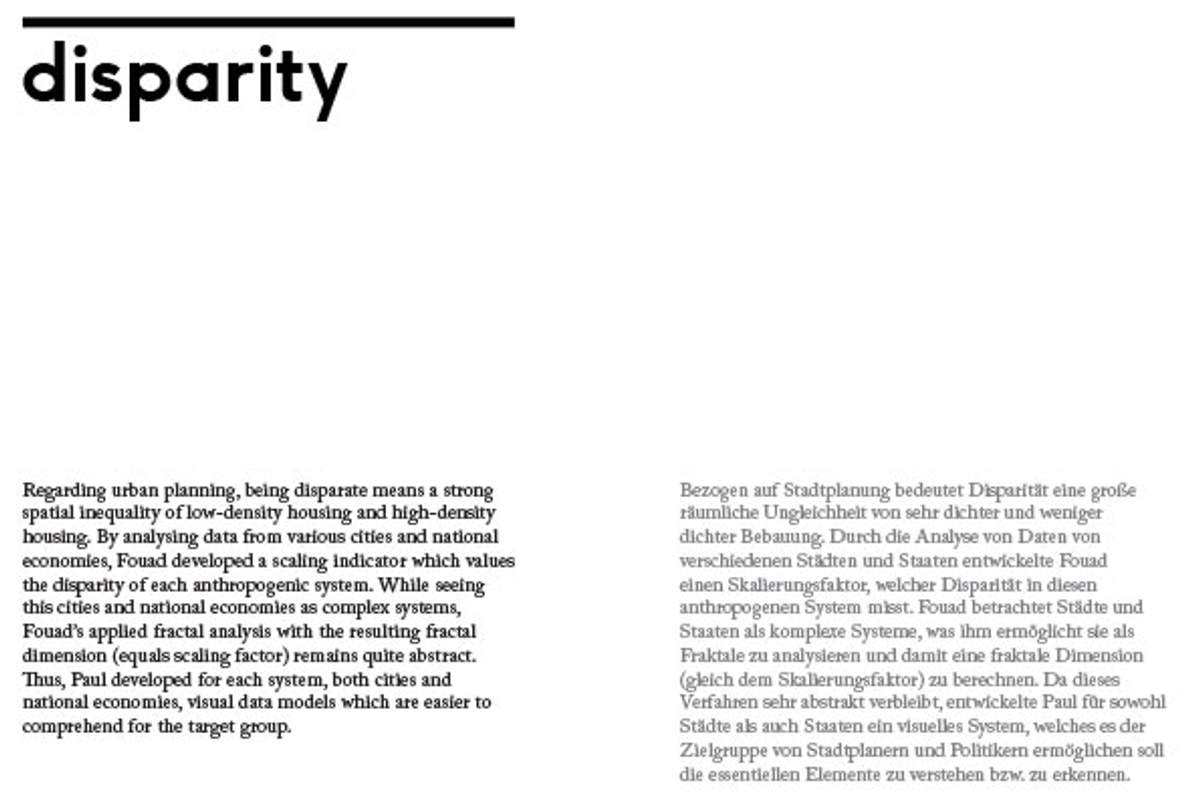 disparity
Regarding urban planning, being disparate means a strong
spatial inequality of low-density housing and high-density
housing. By analysing data from various cities and national
economies, Fouad developed a scaling indicator which values
the disparity of each anthropogenic system. While seeing
this cities and national economies as complex systems,
Fouad's applied fractal analysis with the resulting fractal
dimension (equals scaling factor) remains quite abstract.
Thus, Paul developed for each system, both cities and
national economies, visual data models which are easier to
comprehend for the target group.
Bezogen auf Stadtplanung bedeutet Disparität eine große
räumliche Ungleichheit von sehr dichter und weniger
dichter Bebauung. Durch die Analyse von Daten von
verschiedenen Städten und Staaten entwickelte Fouad
einen Skalierungsfaktor, welcher Disparität in diesen
anthropogenen System misst. Fouad betrachtet Städte und
Staaten als komplexe Systeme, was ihm ermöglicht sie als
Fraktale zu analysieren und damit eine fraktale Dimension
(gleich dem Skalierungsfaktor) zu berechnen. Da dieses
Verfahren sehr abstrakt verbleibt, entwickelte Paul für sowohl
Städte als auch Staaten ein visuelles System, welches es der
Zielgruppe von Stadtplanern und Politikern ermöglichen soll
die essentiellen Elemente zu verstehen bzw. zu erkennen.